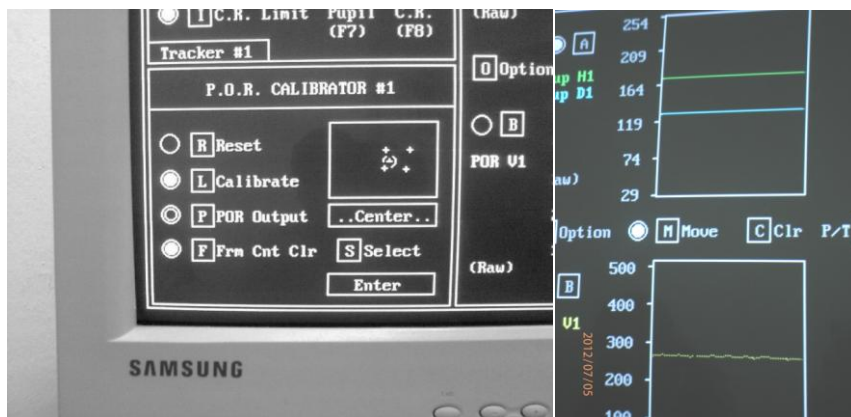 I C.R. Limit Pupil C.R.
(F7) (F8)
Tracker #1
P.O.R. CALIBRATOR #1
R Reset
L Calibrate
P POR Output ..Center..
F Frm Cnt Clr S Select
Enter
(Raw)
O Option
B
POR V1
(Raw)
SAMSUNG
254
A 209
up H1 164
up D1
119
74
aw)
29
Option M Move C Clr P/T
500
B
400
V1 300
200
100
2012/07/05